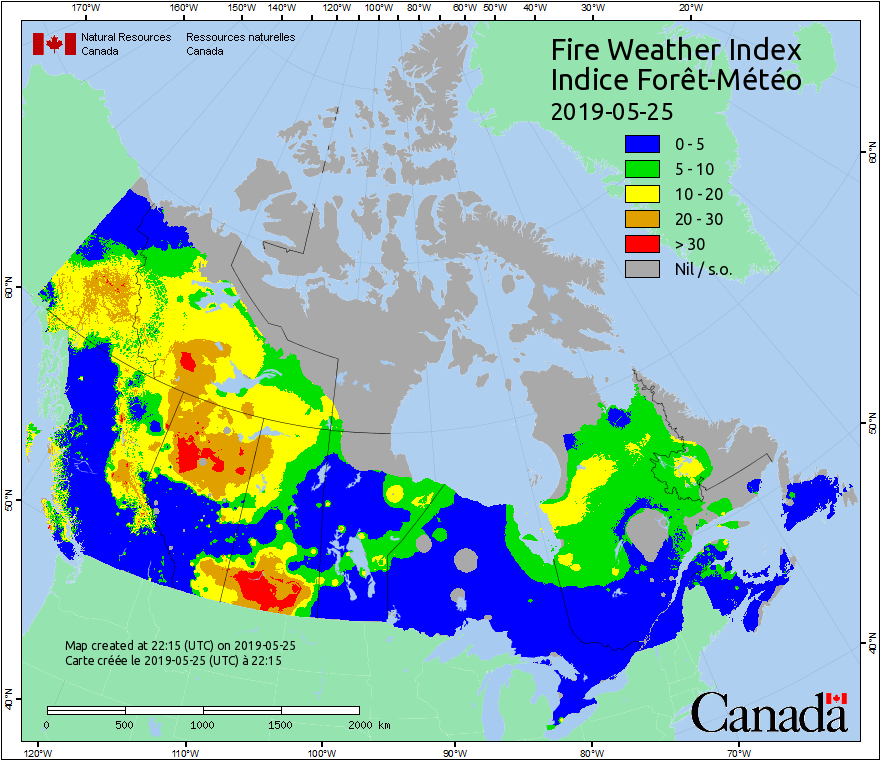 170°W 160°W 150°W 140°W 130°W 120°W 110°W 100°W 90°W 80°W 70°W 60°W 50°W 40°W 30°W 20°W
Natural Resources Canada
Ressources naturelles Canada
Fire Weather Index
Indice Forêt-Météo
2019-05-25
0 - 5
5 - 10
10 - 20
20 - 30
> 30
Nil / s.o.
60°N
60°N
50°N
50°N
40°N
40°N
Map created at 22:15 (UTC) on 2019-05-25
Carte créée le 2019-05-25 (UTC) à 22:15
0 500 1000 1500 2000 km
Canada
120°W 110°W 100°W 90°W 80°W 70°W